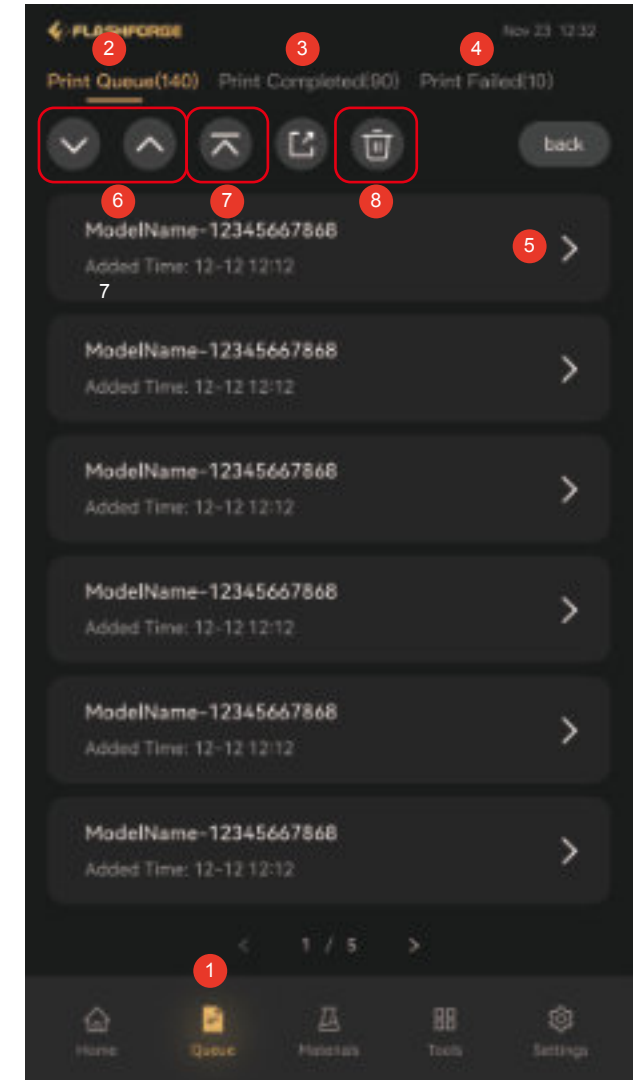 FLASHFORGE Nov 23 12:32
2 3 4
Print Queue(140) Print Completed(90) Print Failed(10)
back
6 7 8
ModelName-12345667868
5
Added Time: 12-12 12:12
7
ModelName-12345667868
Added Time: 12-12 12:12
ModelName-12345667868
Added Time: 12-12 12:12
ModelName-12345667868
Added Time: 12-12 12:12
ModelName-12345667868
Added Time: 12-12 12:12
ModelName-12345667868
Added Time: 12-12 12:12
< 1 / 5 >
1
Home Queue Materials Tools Settings